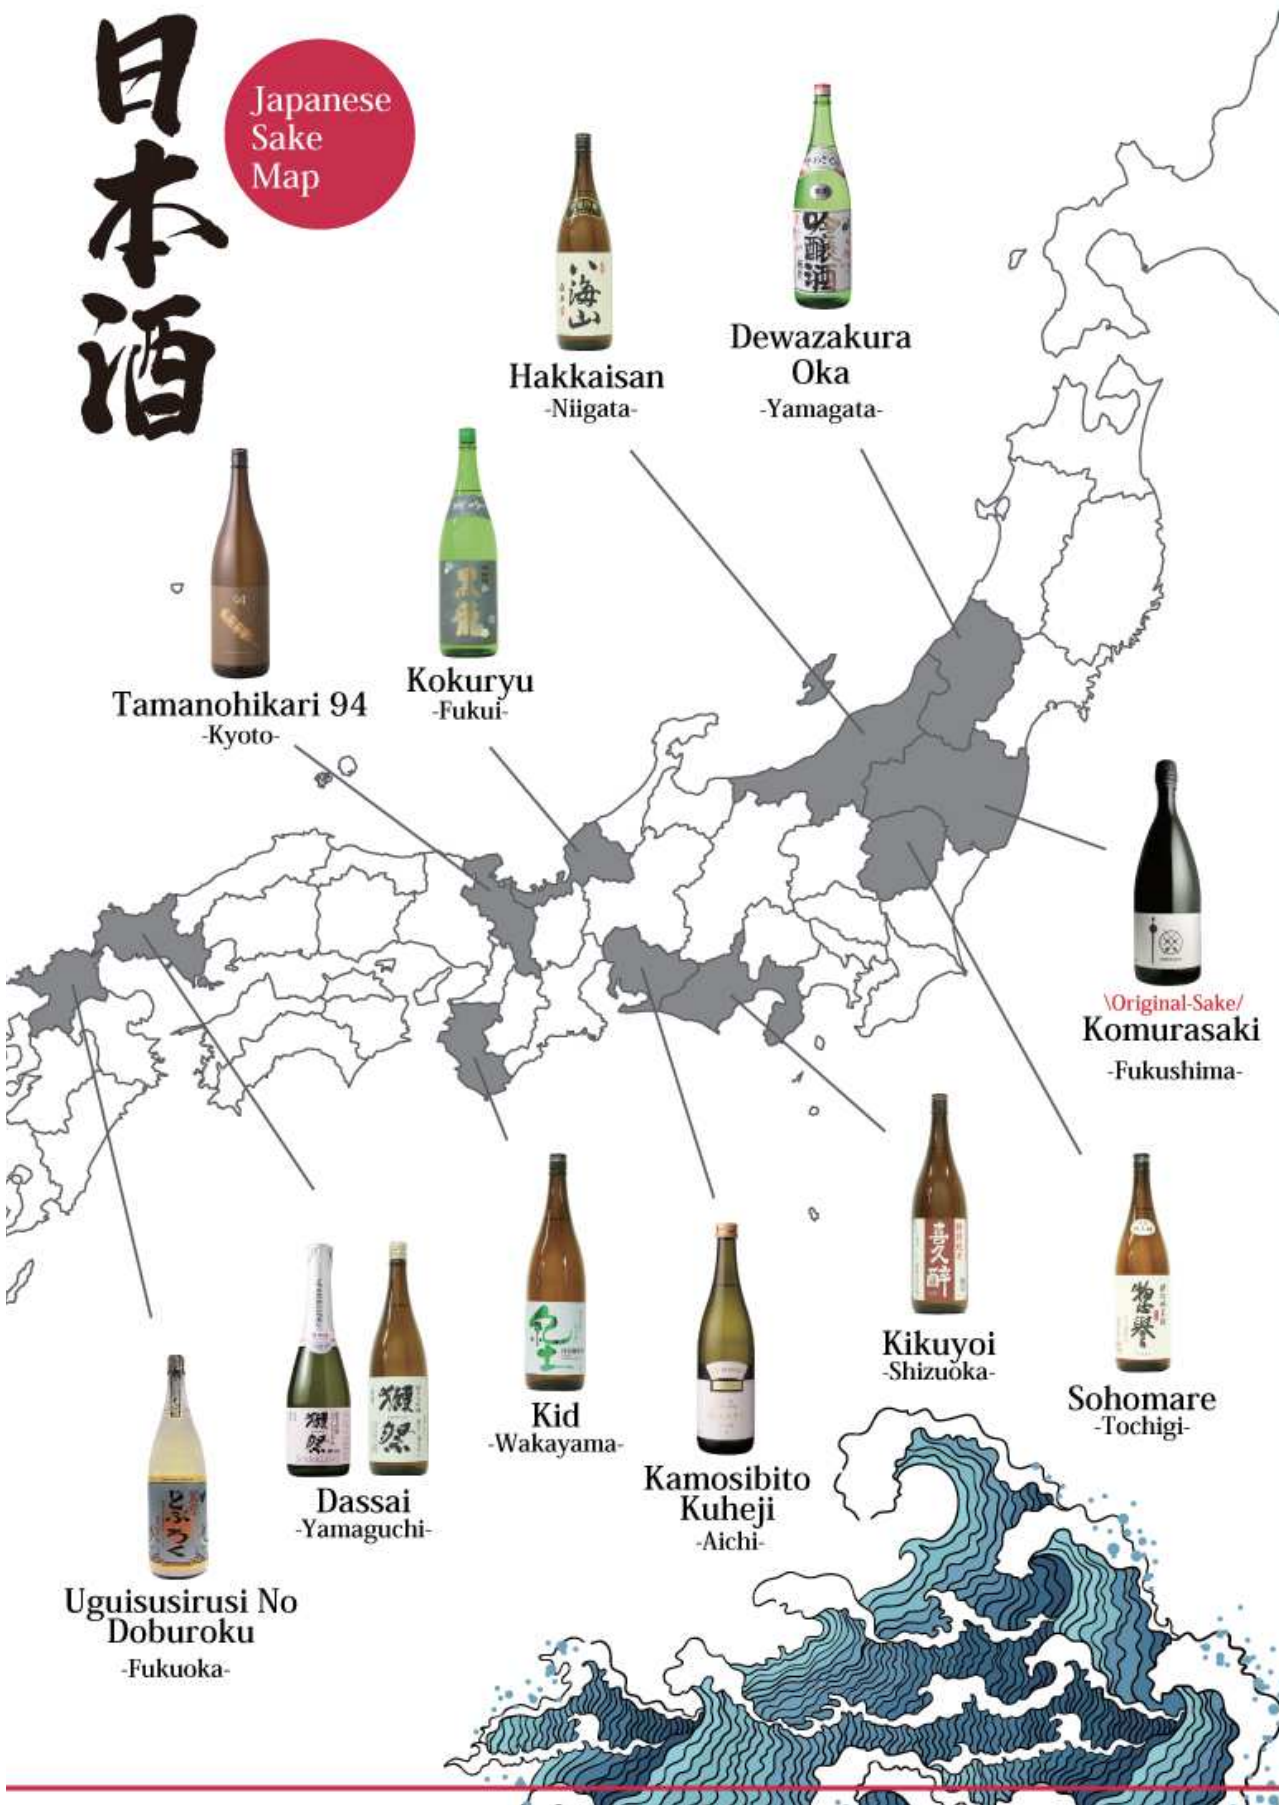 日本酒
Japanese
Sake
Map
Hakkaisan
-Niigata-
Dewazakura
Oka
-Yamagata-
Tamanohikari 94
-Kyoto-
Kokuryu
-Fukui-
\Original-Sake/
Komurasaki
-Fukushima-
Uguisusirusi No
Doburoku
-Fukuoka-
Dassai
-Yamaguchi-
Kid
-Wakayama-
Kamosibito
Kuheji
-Aichi-
Kikuyoi
-Shizuoka-
Sohomare
-Tochigi-
八海山
吟醸酒
94
黒龍
どぶろく
獺祭
獺祭
紀土
喜久醉
惣誉